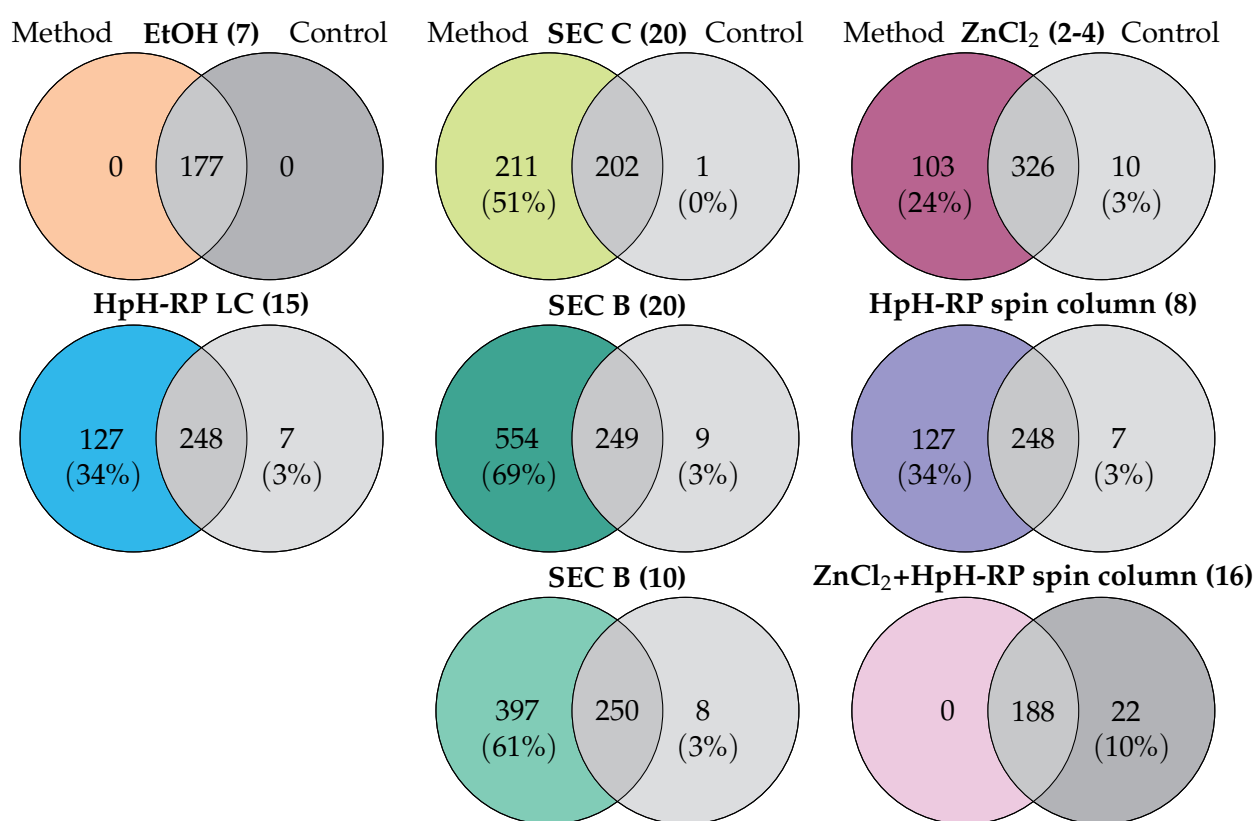 Method EtOH (7) Control Method SEC C (20) Control Method ZnCl₂ (2-4) Control
0 177 0 211 202 1 103 326 10
(51%) (0%) (24%) (3%)
HpH-RP LC (15) SEC B (20) HpH-RP spin column (8)
127 248 7 554 249 9 127 248 7
(34%) (3%) (69%) (3%) (34%) (3%)
SEC B (10) ZnCl₂+HpH-RP spin column (16)
397 250 8 0 188 22
(61%) (3%) (10%)